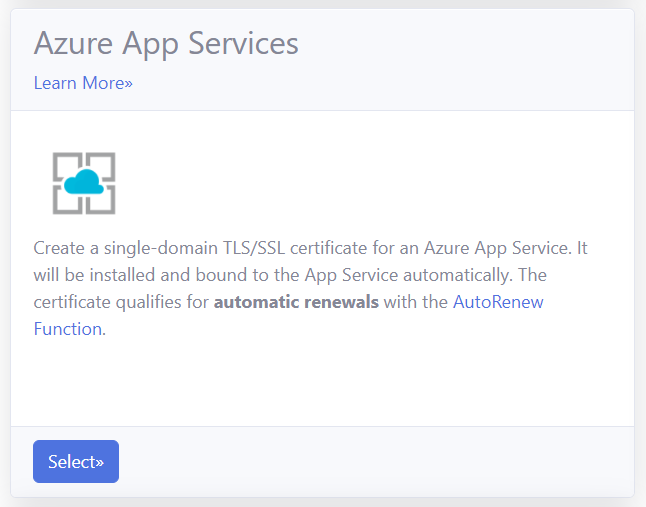 Azure App Services
Learn More»
Create a single-domain TLS/SSL certificate for an Azure App Service. It
will be installed and bound to the App Service automatically. The
certificate qualifies for automatic renewals with the AutoRenew
Function.
Select»